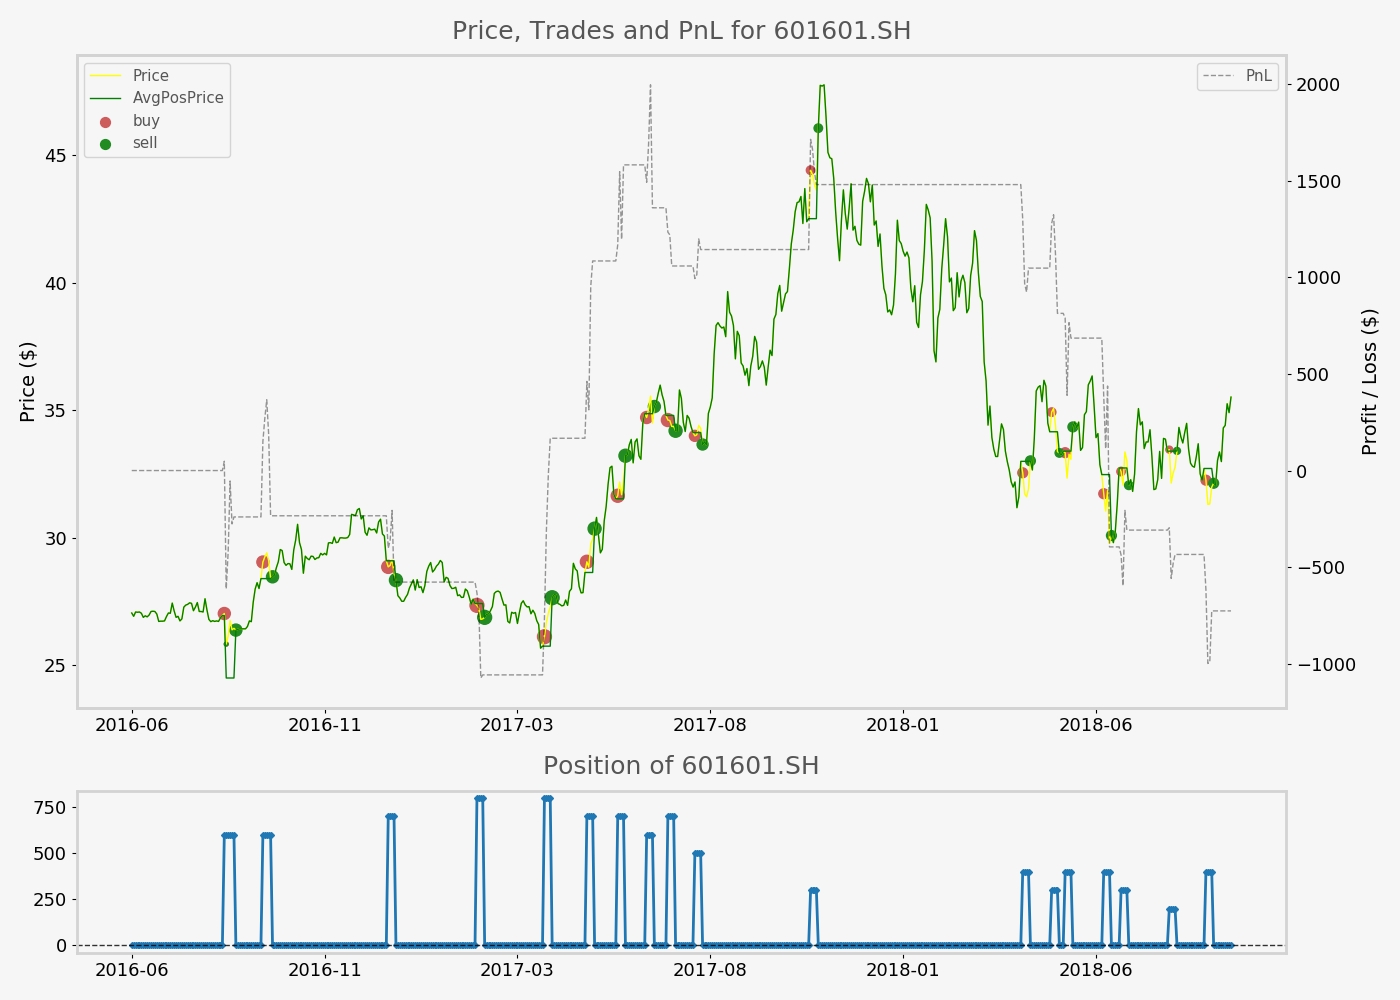 Price, Trades and PnL for 601601.SH
Price
AvgPosPrice
buy
sell
PnL
45
40
35
30
25
Price ($)
2000
1500
1000
500
0
−500
−1000
Profit / Loss ($)
2016-06 2016-11 2017-03 2017-08 2018-01 2018-06
Position of 601601.SH
750
500
250
0
2016-06 2016-11 2017-03 2017-08 2018-01 2018-06